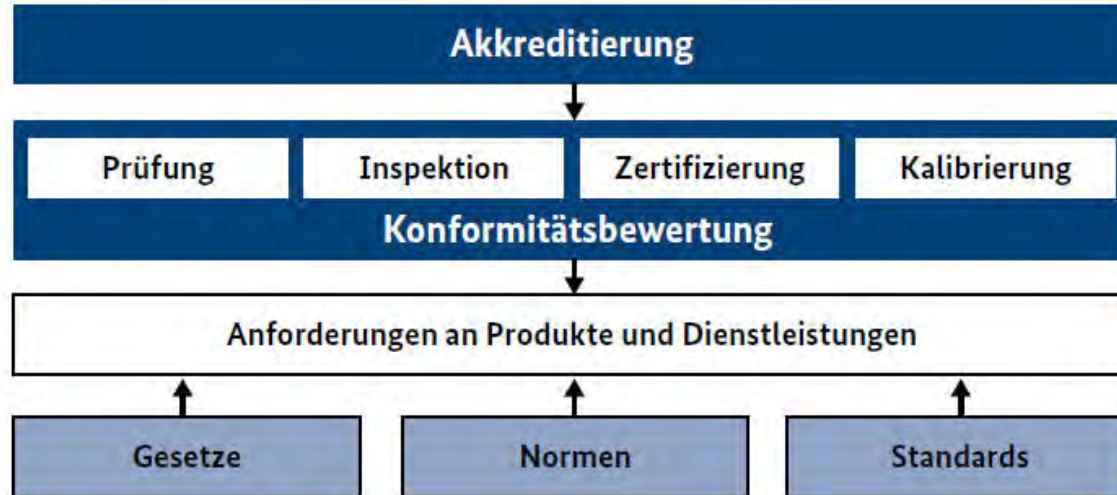 Akkreditierung
Prüfung Inspektion Zertifizierung Kalibrierung
Konformitätsbewertung
Anforderungen an Produkte und Dienstleistungen
Gesetze Normen Standards